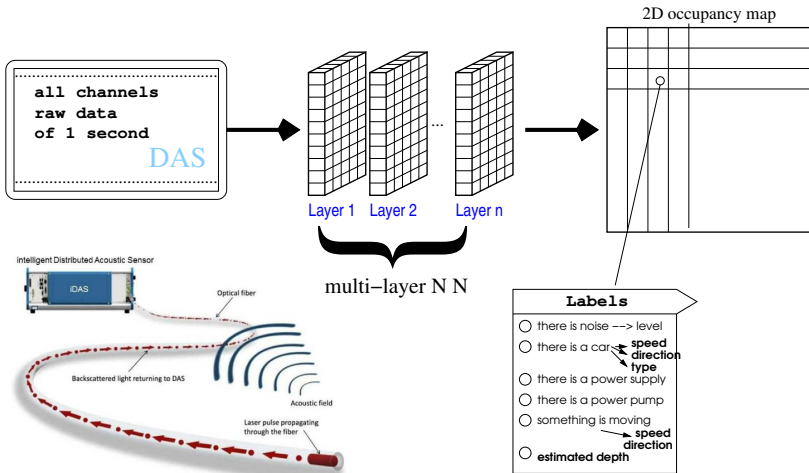 2D occupancy map
all channels
raw data
of 1 second
DAS
...
Layer 1
Layer 2
Layer n
multi-layer N N
intelligent Distributed Acoustic Sensor
iDAS
Optical fiber
Backscattered light returning to DAS
Acoustic field
Laser pulse propagating
through the fiber
Labels
there is noise --> level
there is a car
speed
direction
type
there is a power supply
there is a power pump
something is moving
speed
direction
estimated depth